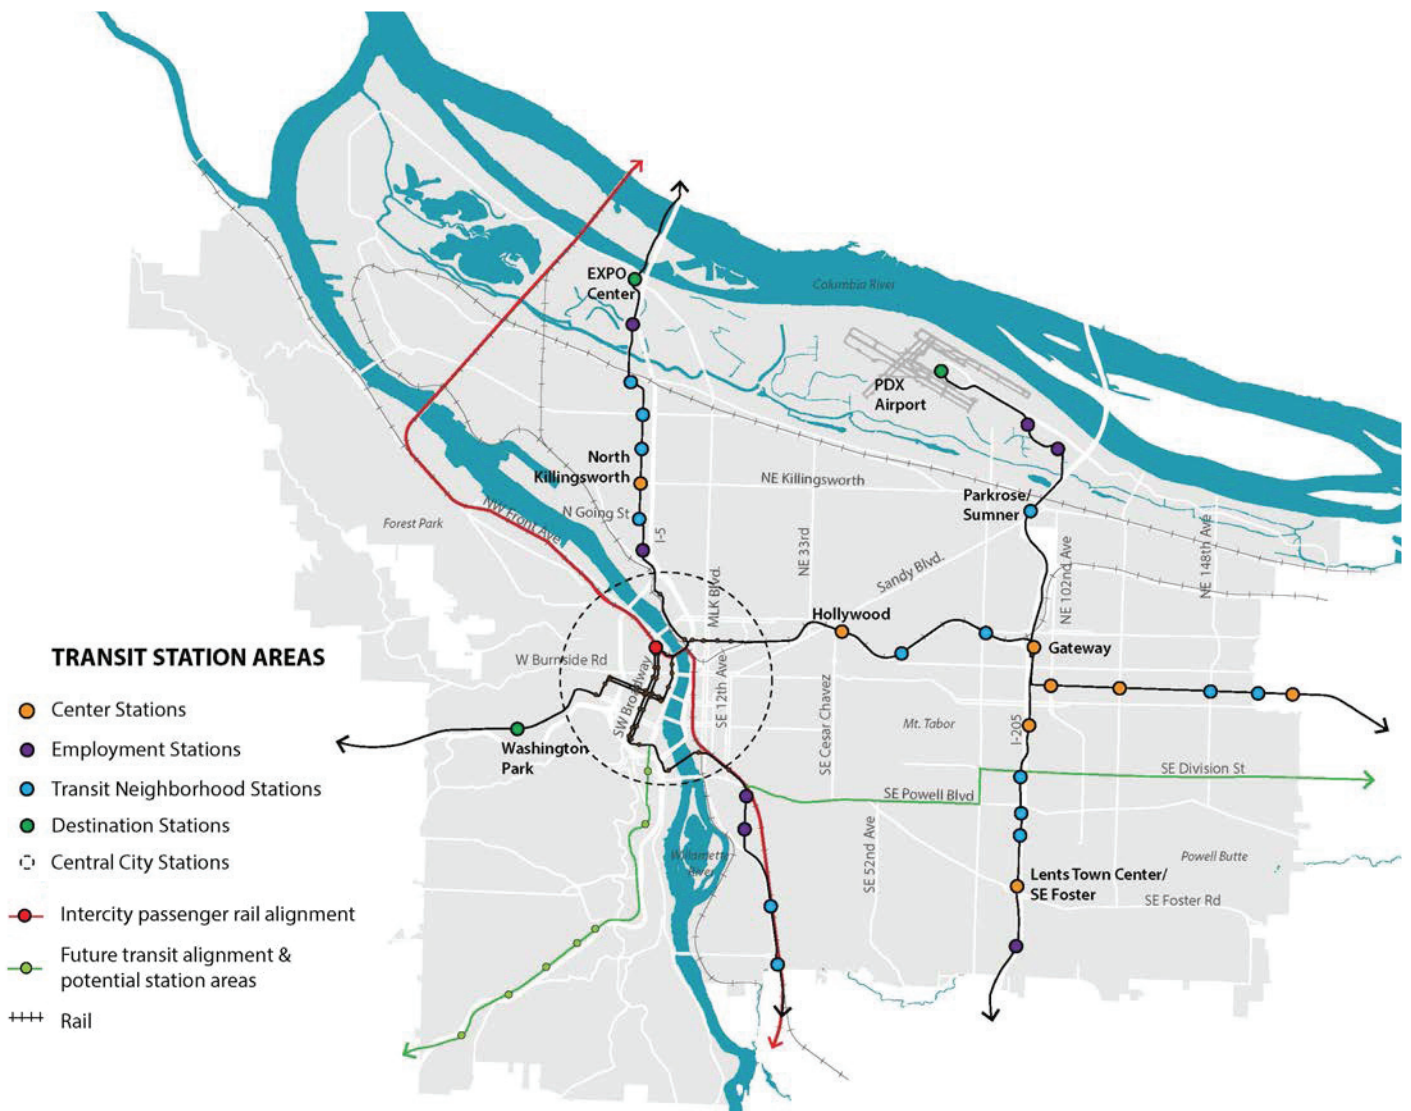 EXPO
Center
Columbia River
PDX
Airport
North
Killingsworth
NE Killingsworth
Parkrose/
Sumner
NW Front Ave
N Going St
Forest Park
I-5
NE 33rd
Sandy Blvd.
NE 102nd Ave
NE 148th Ave
MLK Blvd.
Hollywood
Gateway
TRANSIT STATION AREAS
W Burnside Rd
SW Broadway
SE 12th Ave
SE Cesar Chavez
Mt. Tabor
I-205
Center Stations
Employment Stations
Washington
Park
SE Division St
Transit Neighborhood Stations
SE Powell Blvd
Destination Stations
SE 52nd Ave
Willamette
River
Powell Butte
Central City Stations
Lents Town Center/
SE Foster
SE Foster Rd
Intercity passenger rail alignment
Future transit alignment &
potential station areas
Rail